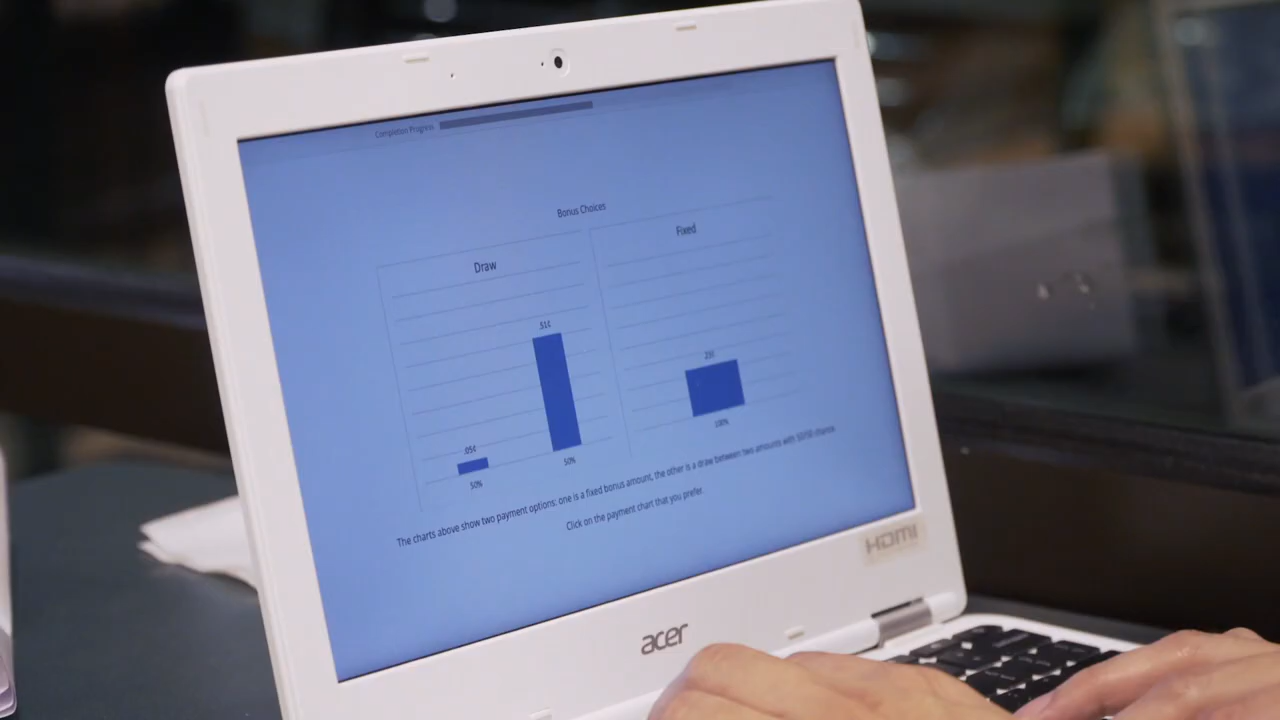 Completion Progress
Bonus Choices
Draw
Fixed
.51¢
.05¢
50%
50%
100%
The charts above show two payment options: one is a fixed bonus amount, the other is a draw between two amounts with 50/50 chance.
Click on the payment chart that you prefer.
HDMI
acer